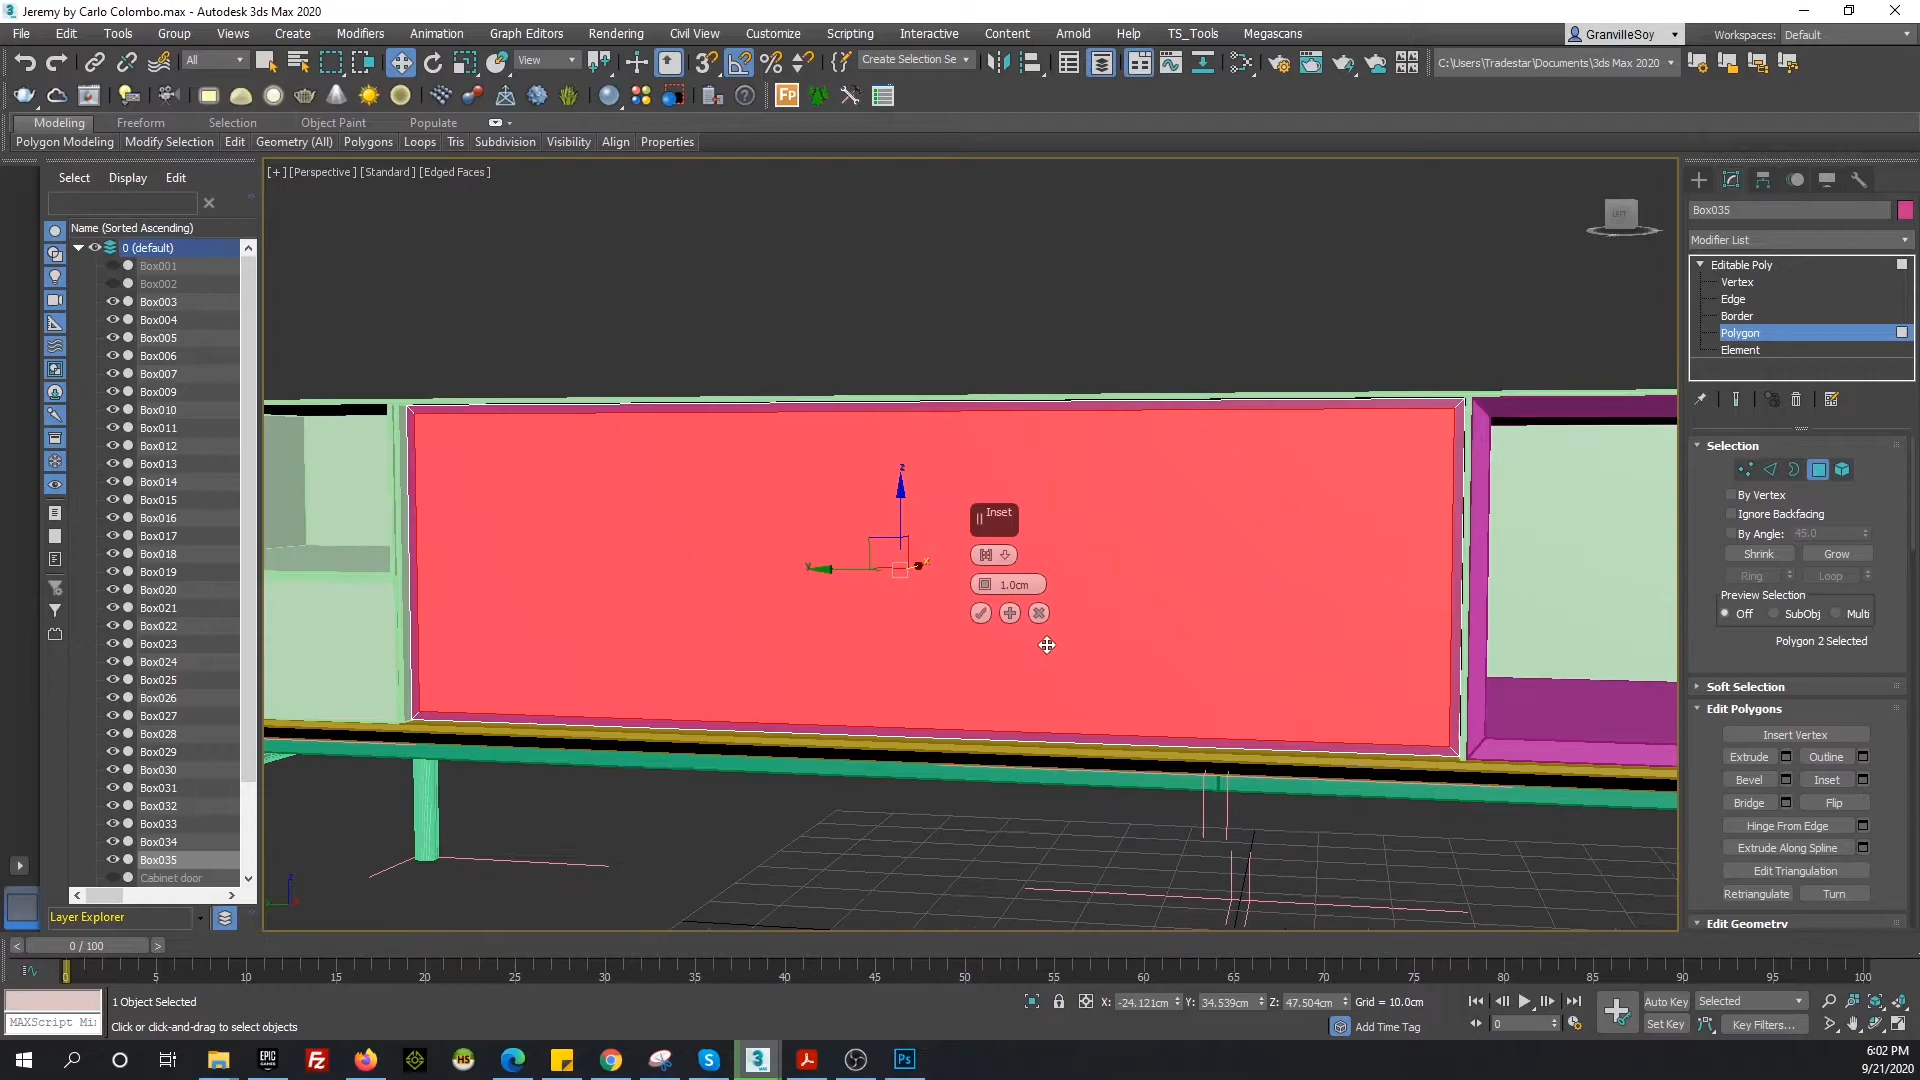 Jeremy by Carlo Colombo.max - Autodesk 3ds Max 2020
File Edit Tools Group Views Create Modifiers Animation Graph Editors Rendering Civil View Customize Scripting Interactive Content Arnold Help TS_Tools Megascans
GranvilleSoy
Workspaces: Default
All
View
Create Selection Se
C:\Users\Tradestar\Documents\3ds Max 2020
Fp
Modeling Freeform Selection Object Paint Populate
Polygon Modeling Modify Selection Edit Geometry (All) Polygons Loops Tris Subdivision Visibility Align Properties
Select Display Edit
Name (Sorted Ascending)
0 (default)
Box001
Box002
Box003
Box004
Box005
Box006
Box007
Box009
Box010
Box011
Box012
Box013
Box014
Box015
Box016
Box017
Box018
Box019
Box020
Box021
Box022
Box023
Box024
Box025
Box026
Box027
Box028
Box029
Box030
Box031
Box032
Box033
Box034
Box035
Cabinet door
Layer Explorer
[+] [Perspective ] [Standard ] [Edged Faces ]
z
y
x
Inset
1.0cm
Box035
Modifier List
Editable Poly
Vertex
Edge
Border
Polygon
Element
Selection
By Vertex
Ignore Backfacing
By Angle: 45.0
Shrink Grow
Ring Loop
Preview Selection
Off SubObj Multi
Polygon 2 Selected
Soft Selection
Edit Polygons
Insert Vertex
Extrude Outline
Bevel Inset
Bridge Flip
Hinge From Edge
Extrude Along Spline
Edit Triangulation
Retriangulate Turn
Edit Geometry
< 0 / 100 >
0 5 10 15 20 25 30 35 40 45 50 55 60 65 70 75 80 85 90 95 100
1 Object Selected
X: -24.121cm Y: 34.539cm Z: 47.504cm Grid = 10.0cm
Auto Key Selected
MAXScript Mi
Click or click-and-drag to select objects
Add Time Tag
0
Set Key Key Filters...
EPIC GAMES
Fz
HS
S
3
MAX
Ps
6:02 PM
9/21/2020